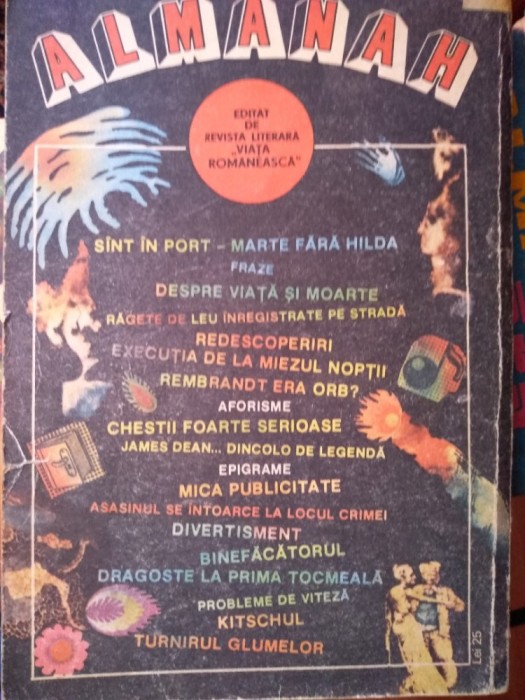 ALMANAH
EDITAT
DE
REVISTA LITERARĂ
„VIAȚA
ROMÂNEASCĂ"
SÎNT ÎN PORT - MARTE FĂRĂ HILDA
FRAZE
DESPRE VIAȚĂ ȘI MOARTE
RĂGETE DE LEU ÎNREGISTRATE PE STRADĂ
REDESCOPERIRI
EXECUȚIA DE LA MIEZUL NOPȚII
REMBRANDT ERA ORB?
AFORISME
CHESTII FOARTE SERIOASE
JAMES DEAN... DINCOLO DE LEGENDĂ
EPIGRAME
MICA PUBLICITATE
ASASINUL SE ÎNTOARCE LA LOCUL CRIMEI
DIVERTISMENT
BINEFĂCĂTORUL
DRAGOSTE LA PRIMA TOCMEALĂ
PROBLEME DE VITEZĂ
KITSCHUL
TURNIRUL GLUMELOR
Lei 25